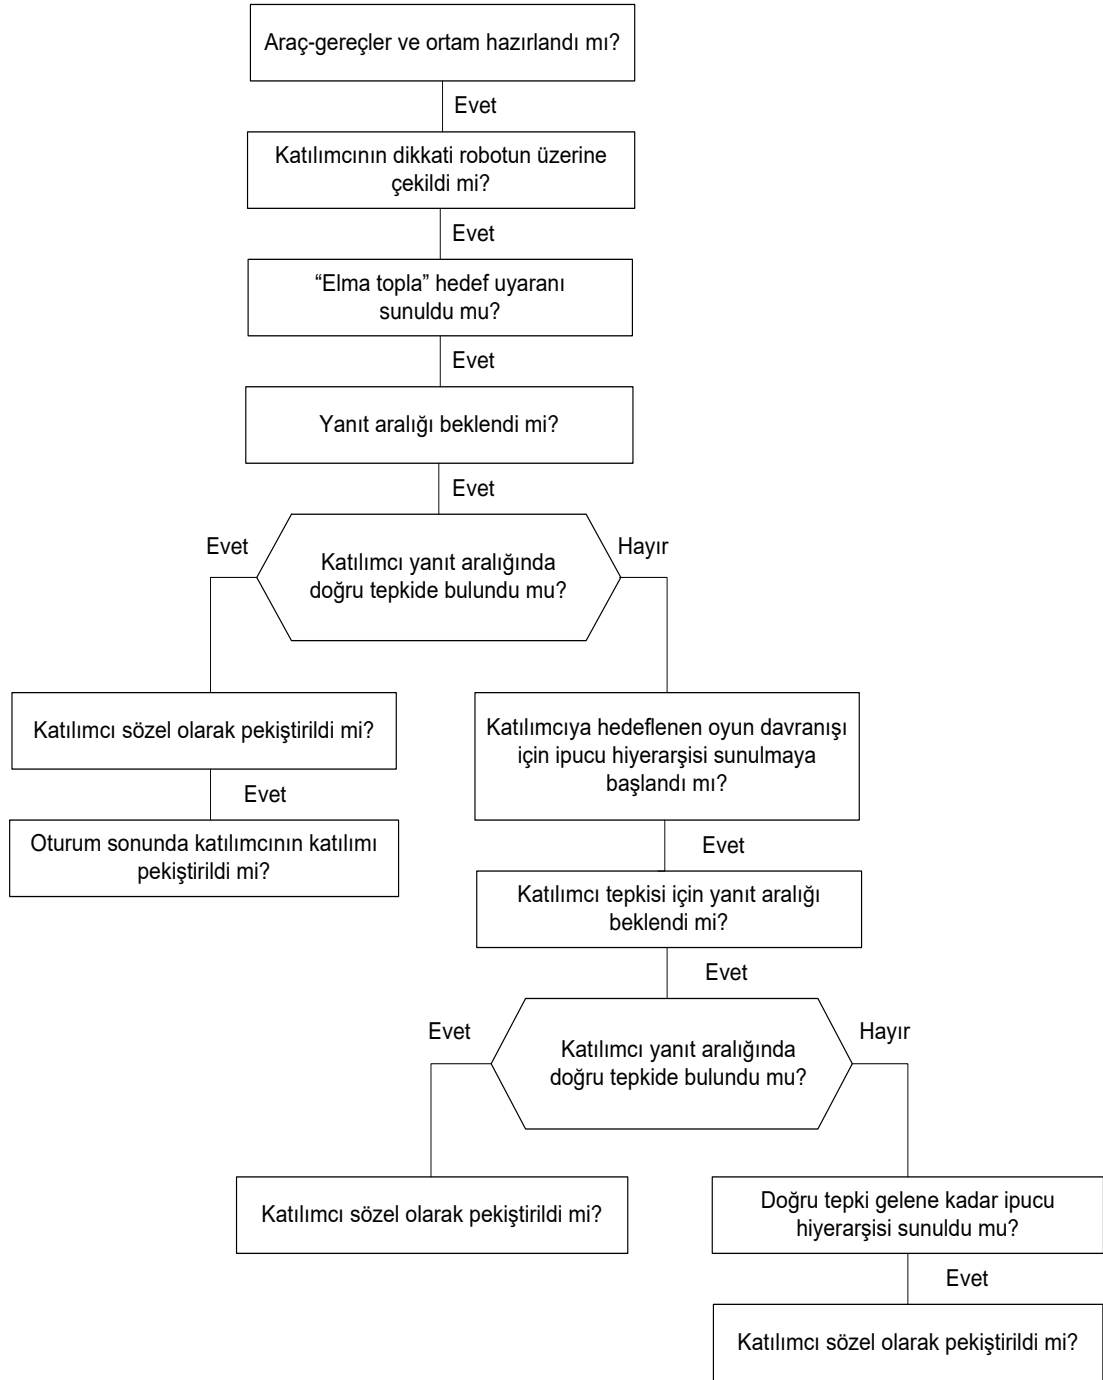 Araç-gereçler ve ortam hazırlandı mı?
Evet
Katılımcının dikkati robotun üzerine
çekildi mi?
Evet
“Elma topla” hedef uyaranı
sunuldu mu?
Evet
Yanıt aralığı beklendi mi?
Evet
Evet
Katılımcı yanıt aralığında
doğru tepkide bulundu mu?
Hayır
Katılımcı sözel olarak pekiştirildi mi?
Evet
Oturum sonunda katılımcının katılımı
pekiştirildi mi?
Katılımcıya hedeflenen oyun davranışı
için ipucu hiyerarşisi sunulmaya
başlandı mı?
Evet
Katılımcı tepkisi için yanıt aralığı
beklendi mi?
Evet
Evet
Katılımcı yanıt aralığında
doğru tepkide bulundu mu?
Hayır
Katılımcı sözel olarak pekiştirildi mi?
Doğru tepki gelene kadar ipucu
hiyerarşisi sunuldu mu?
Evet
Katılımcı sözel olarak pekiştirildi mi?